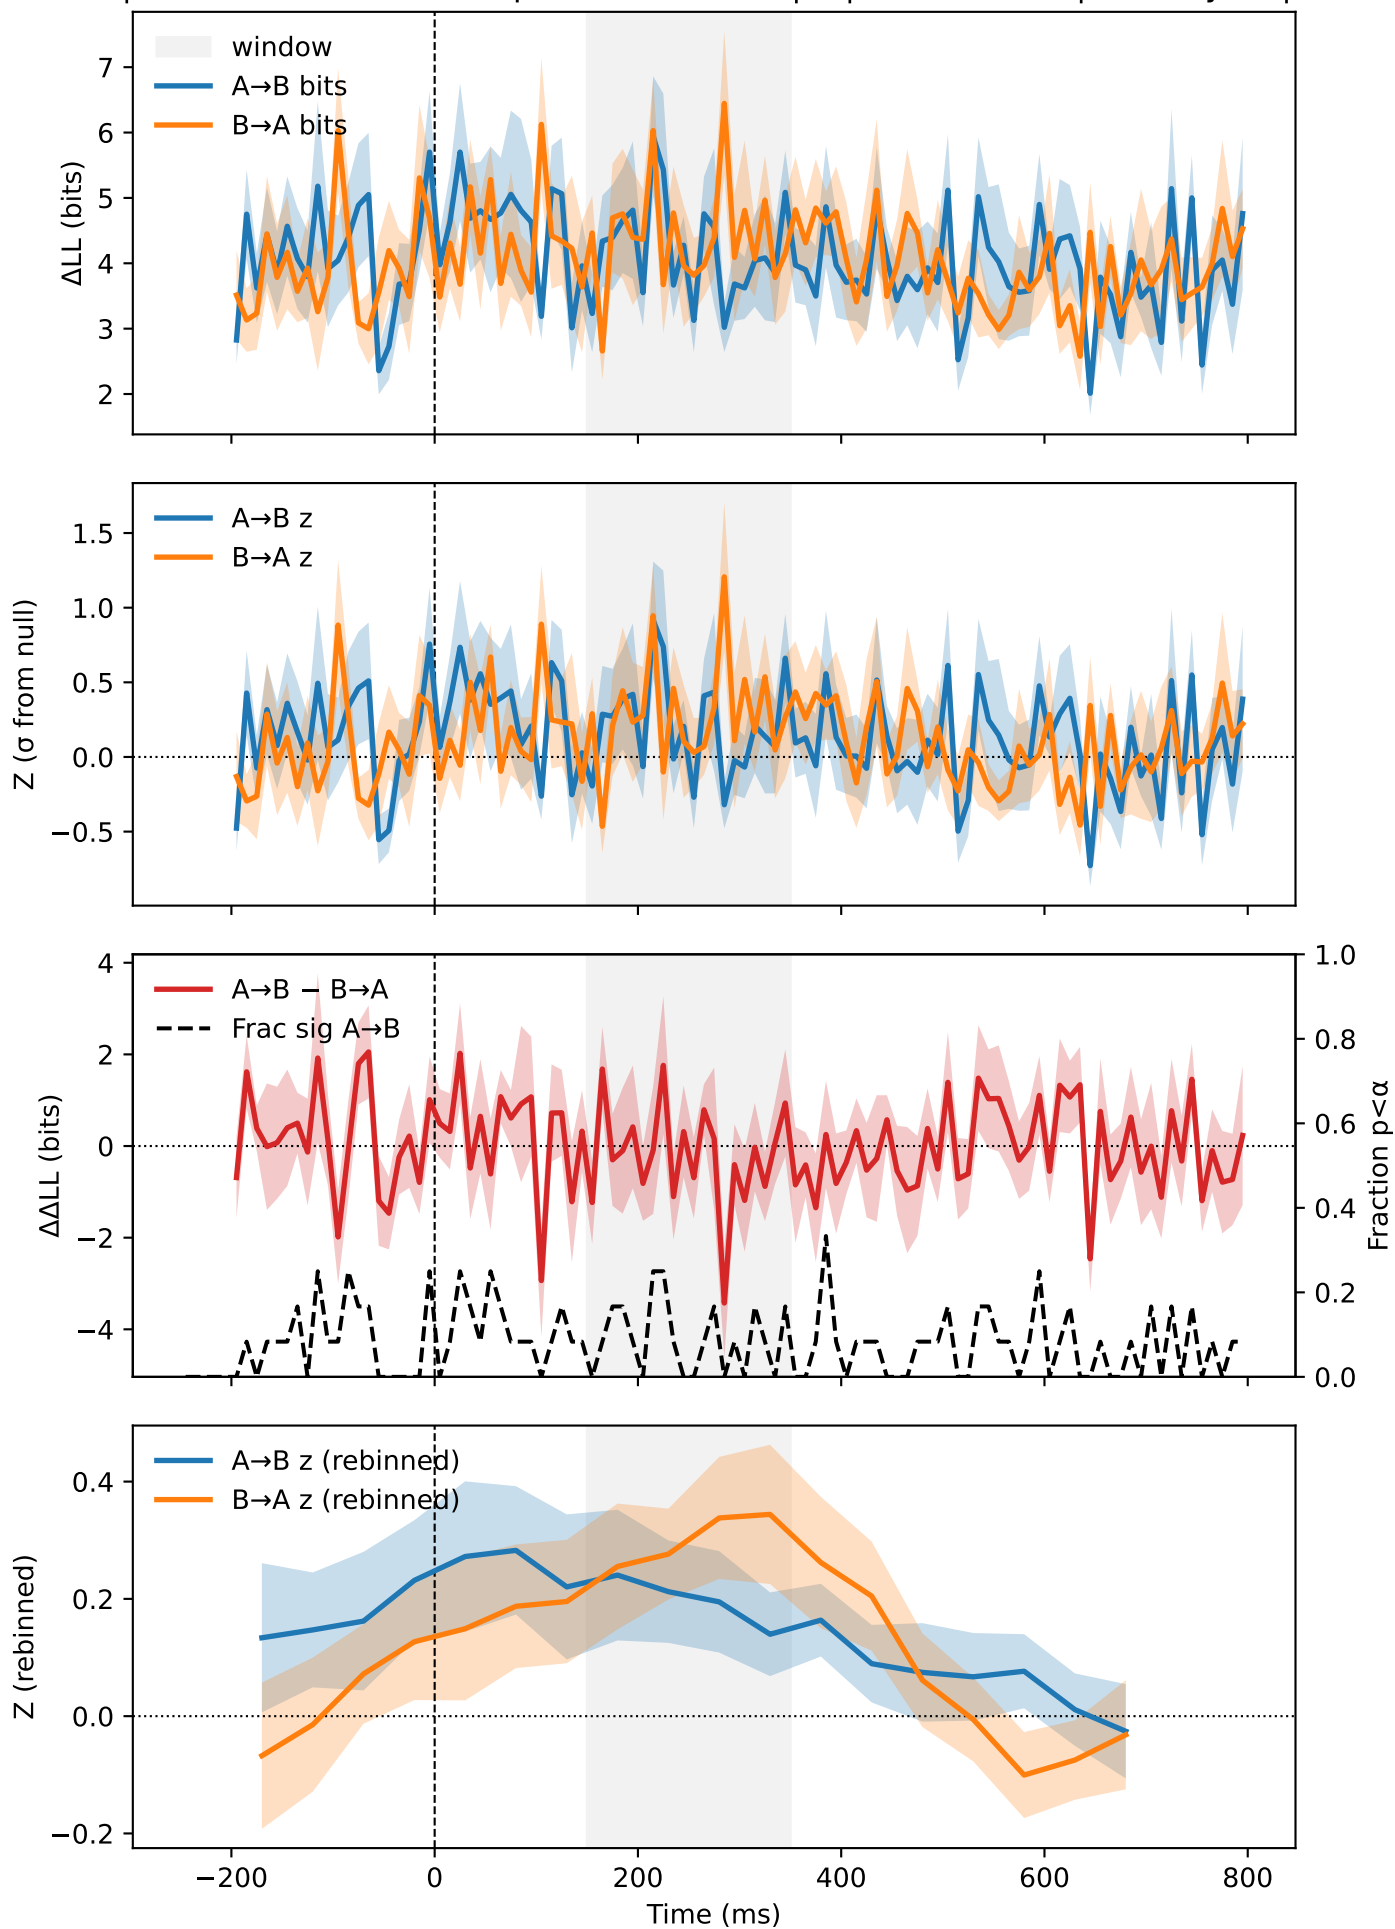 window
A→B bits
B→A bits
ΔLL (bits)
7
6
5
4
3
2
A→B z
B→A z
Z (σ from null)
1.5
1.0
0.5
0.0
−0.5
A→B − B→A
Frac sig A→B
ΔΔLL (bits)
4
2
0
−2
−4
1.0
0.8
0.6
0.4
0.2
0.0
Fraction p<α
A→B z (rebinned)
B→A z (rebinned)
Z (rebinned)
0.4
0.2
0.0
−0.2
−200 0 200 400 600 800
Time (ms)